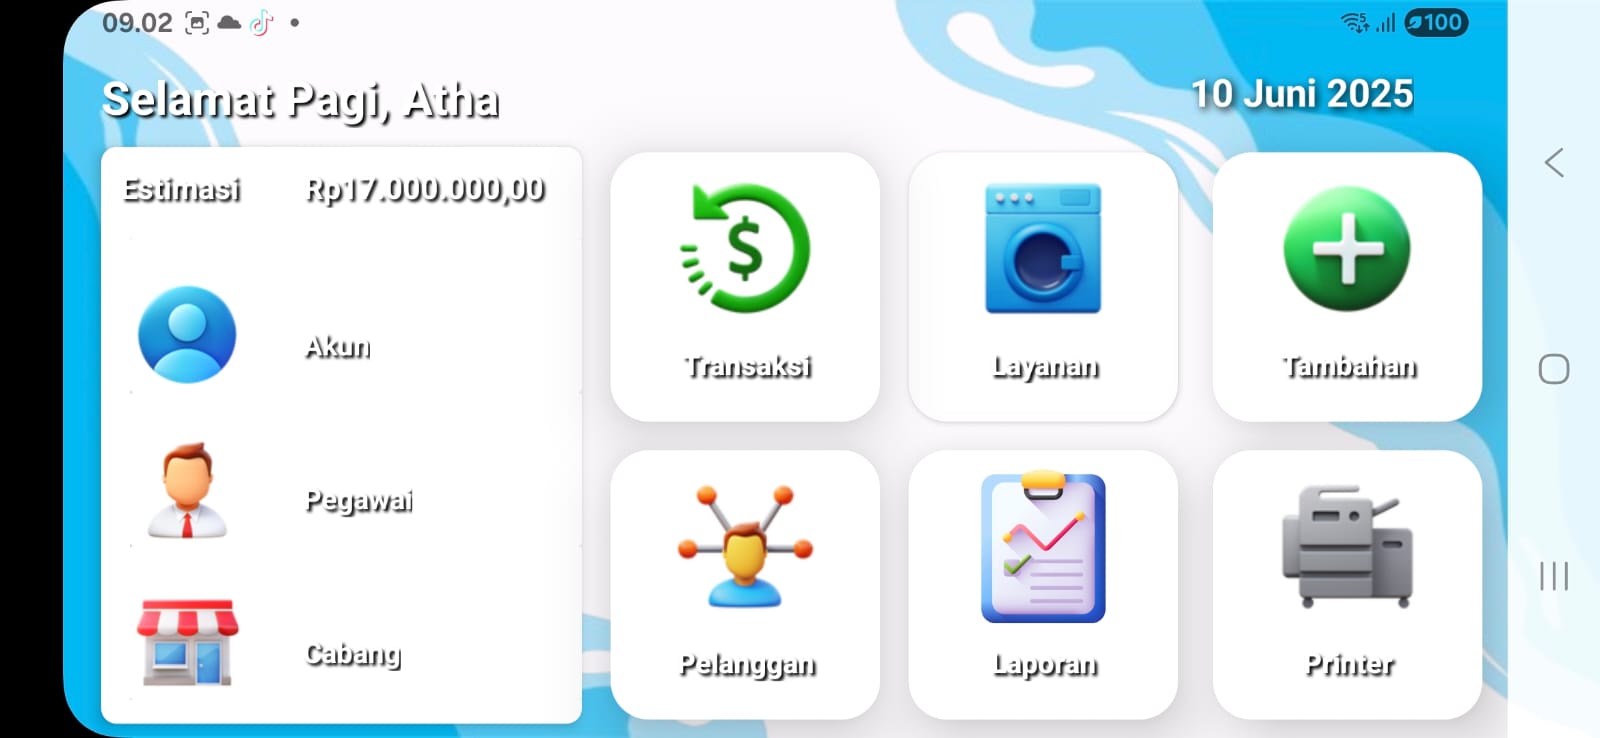 09.02
5
100
Selamat Pagi, Atha
10 Juni 2025
Estimasi Rp17.000.000,00
Akun
Pegawai
Cabang
$
Transaksi
Layanan
Tambahan
Pelanggan
Laporan
Printer